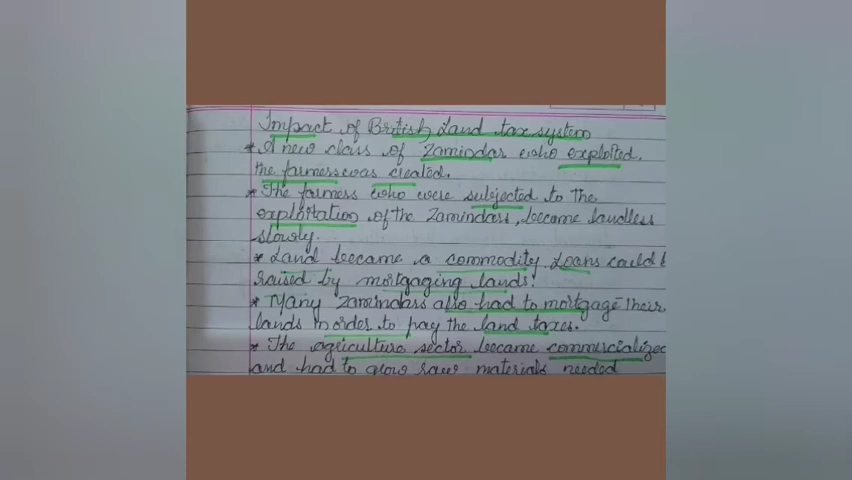 Impact of British Land tax system
* A new class of Zamindar who exploited.
the farmers was created.
* The farmers who were subjected to the
exploitation of the Zamindars, become landless
slowly.
* Land became a commodity Loans could b
raised by mortgaging lands.
* Many Zamindars also had to mortgage their
lands in order to pay the land taxes.
* The agriculture sector became commercialized
and had to grow raw materials needed